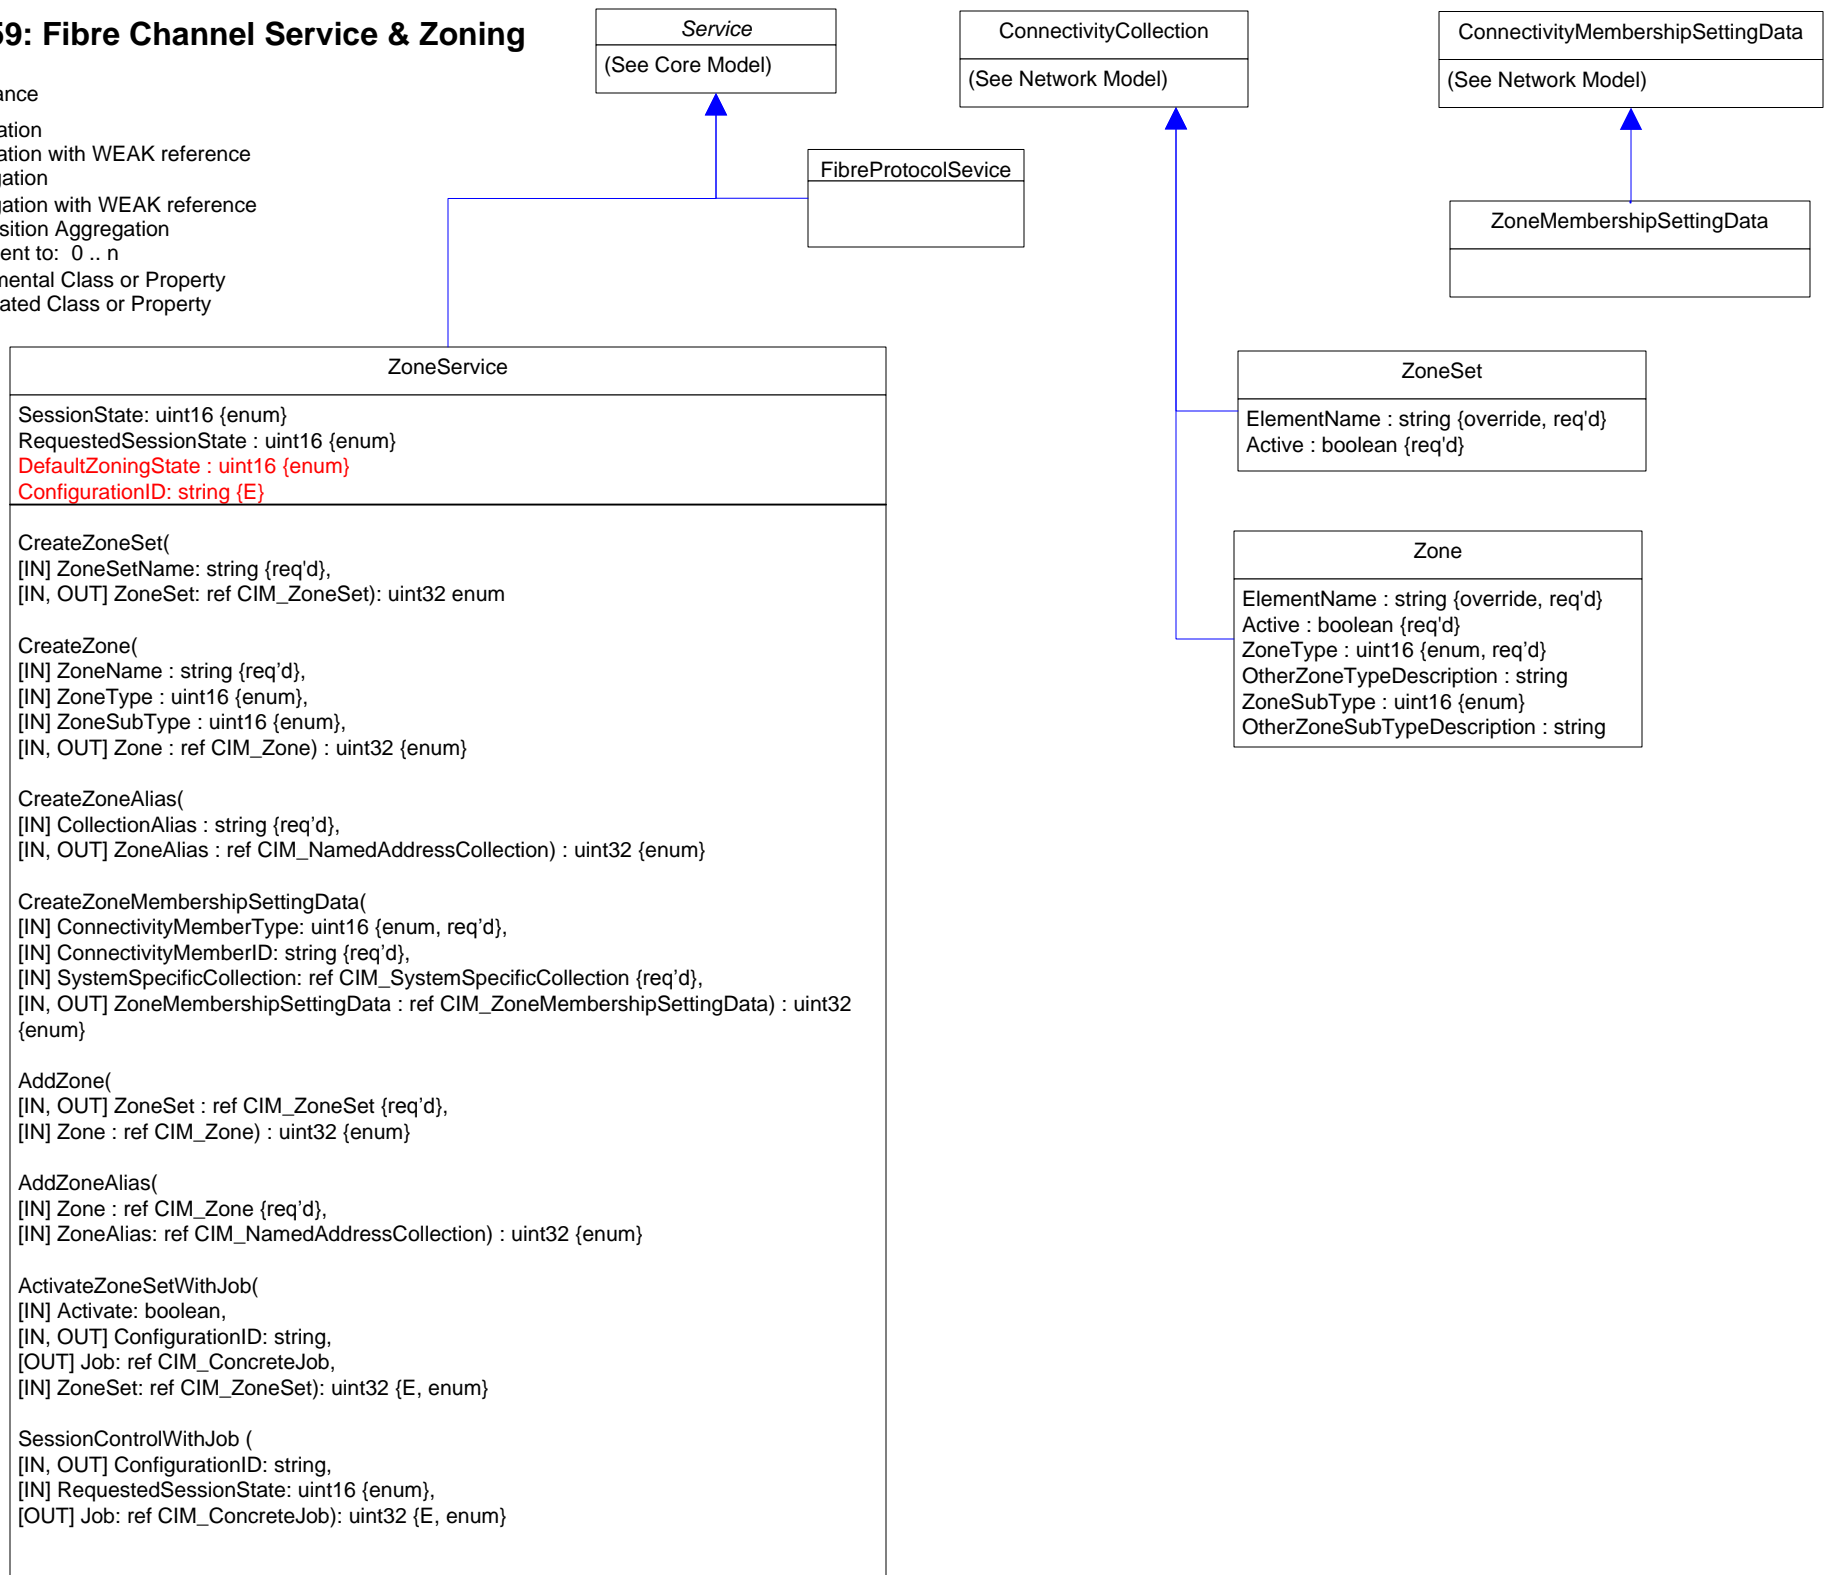 59: Fibre Channel Service & Zoning
ance
ation
ation with WEAK reference
gation
gation with WEAK reference
sition Aggregation
ent to: 0 .. n
mental Class or Property
ated Class or Property
Service
(See Core Model)
FibreProtocolSevice
ConnectivityCollection
(See Network Model)
ConnectivityMembershipSettingData
(See Network Model)
ZoneMembershipSettingData
ZoneService
SessionState: uint16 {enum}
RequestedSessionState : uint16 {enum}
DefaultZoningState : uint16 {enum}
ConfigurationID: string {E}
CreateZoneSet(
[IN] ZoneSetName: string {req'd},
[IN, OUT] ZoneSet: ref CIM_ZoneSet): uint32 enum
CreateZone(
[IN] ZoneName : string {req’d},
[IN] ZoneType : uint16 {enum},
[IN] ZoneSubType : uint16 {enum},
[IN, OUT] Zone : ref CIM_Zone) : uint32 {enum}
CreateZoneAlias(
[IN] CollectionAlias : string {req’d},
[IN, OUT] ZoneAlias : ref CIM_NamedAddressCollection) : uint32 {enum}
CreateZoneMembershipSettingData(
[IN] ConnectivityMemberType: uint16 {enum, req’d},
[IN] ConnectivityMemberID: string {req’d},
[IN] SystemSpecificCollection: ref CIM_SystemSpecificCollection {req’d},
[IN, OUT] ZoneMembershipSettingData : ref CIM_ZoneMembershipSettingData) : uint32
{enum}
AddZone(
[IN, OUT] ZoneSet : ref CIM_ZoneSet {req’d},
[IN] Zone : ref CIM_Zone) : uint32 {enum}
AddZoneAlias(
[IN] Zone : ref CIM_Zone {req’d},
[IN] ZoneAlias: ref CIM_NamedAddressCollection) : uint32 {enum}
ActivateZoneSetWithJob(
[IN] Activate: boolean,
[IN, OUT] ConfigurationID: string,
[OUT] Job: ref CIM_ConcreteJob,
[IN] ZoneSet: ref CIM_ZoneSet): uint32 {E, enum}
SessionControlWithJob (
[IN, OUT] ConfigurationID: string,
[IN] RequestedSessionState: uint16 {enum},
[OUT] Job: ref CIM_ConcreteJob): uint32 {E, enum}
ZoneSet
ElementName : string {override, req'd}
Active : boolean {req'd}
Zone
ElementName : string {override, req'd}
Active : boolean {req'd}
ZoneType : uint16 {enum, req’d}
OtherZoneTypeDescription : string
ZoneSubType : uint16 {enum}
OtherZoneSubTypeDescription : string